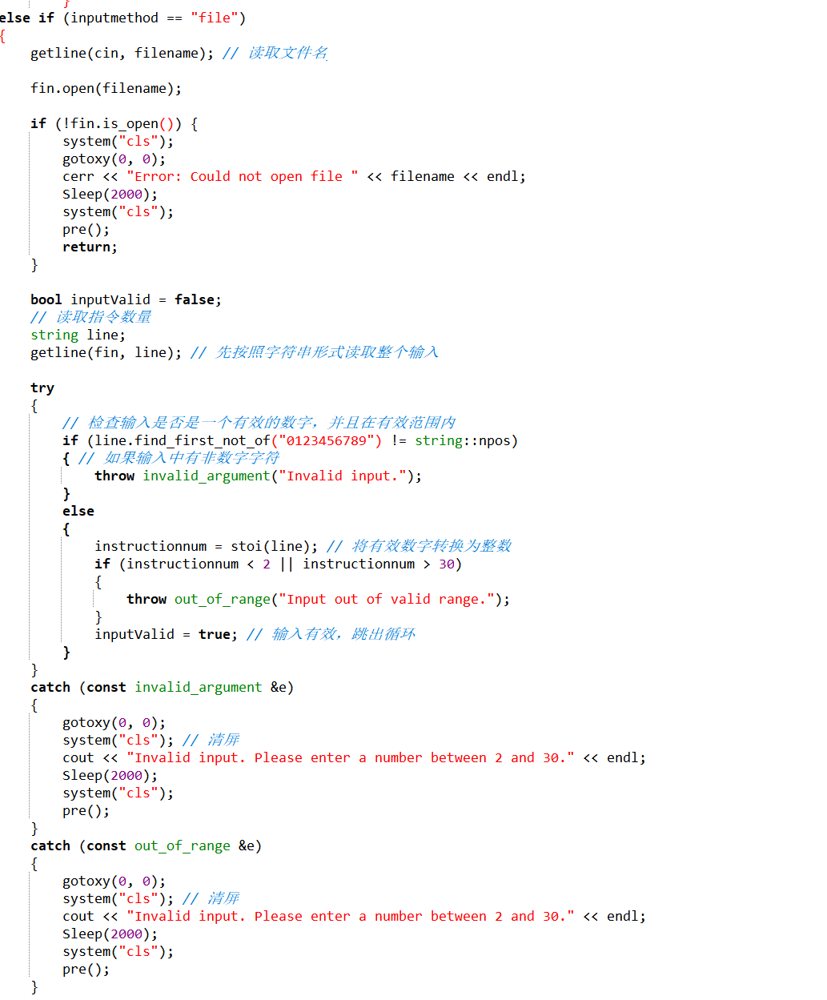 }
else if (inputmethod == "file")
{
getline(cin, filename); // 读取文件名
fin.open(filename);
if (!fin.is_open()) {
system("cls");
gotoxy(0, 0);
cerr << "Error: Could not open file " << filename << endl;
Sleep(2000);
system("cls");
pre();
return;
}
bool inputValid = false;
// 读取指令数量
string line;
getline(fin, line); // 先按照字符串形式读取整个输入
try
{
// 检查输入是否是一个有效的数字，并且在有效范围内
if (line.find_first_not_of("0123456789") != string::npos)
{ // 如果输入中有非数字字符
throw invalid_argument("Invalid input.");
}
else
{
instructionnum = stoi(line); // 将有效数字转换为整数
if (instructionnum < 2 || instructionnum > 30)
{
throw out_of_range("Input out of valid range.");
}
inputValid = true; // 输入有效，跳出循环
}
}
catch (const invalid_argument &e)
{
gotoxy(0, 0);
system("cls"); // 清屏
cout << "Invalid input. Please enter a number between 2 and 30." << endl;
Sleep(2000);
system("cls");
pre();
}
catch (const out_of_range &e)
{
gotoxy(0, 0);
system("cls"); // 清屏
cout << "Invalid input. Please enter a number between 2 and 30." << endl;
Sleep(2000);
system("cls");
pre();
}